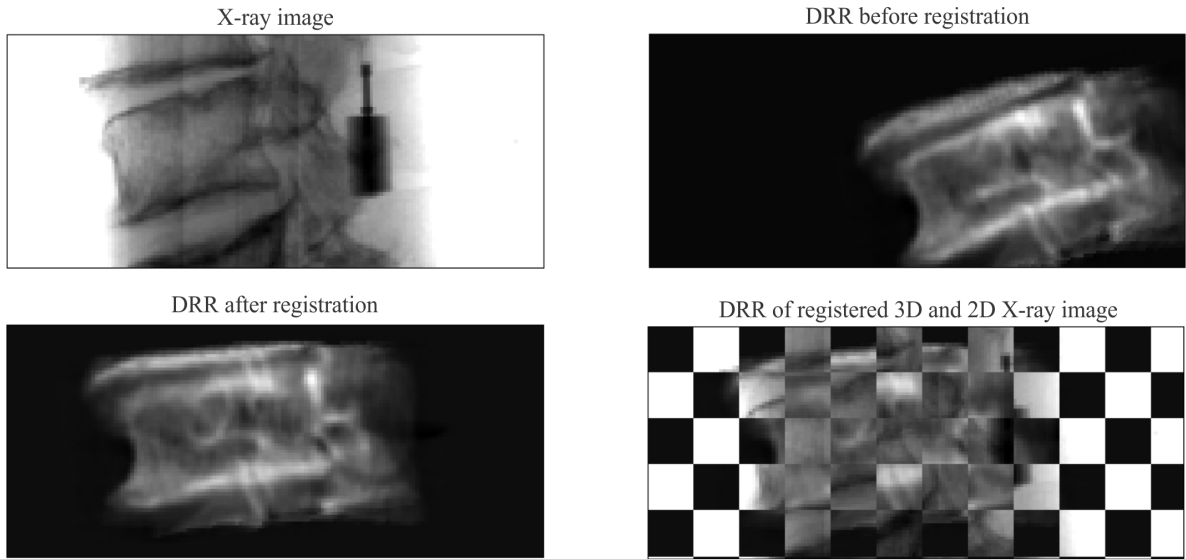 X-ray image
DRR before registration
DRR after registration
DRR of registered 3D and 2D X-ray image